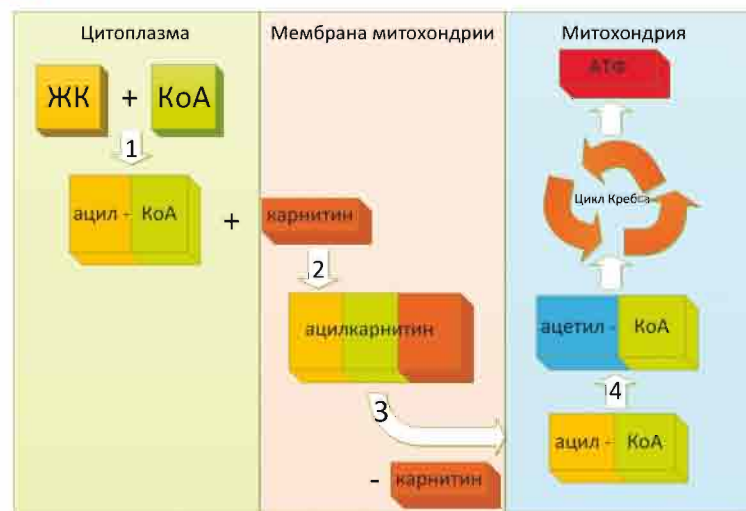 Цитоплазма
ЖК + КоА
1
ацил - КоА
+
Мембрана митохондрии
карнитин
2
ацилкарнитин
3
- карнитин
Митохондрия
АТФ
Цикл Кребса
ацетил - КоА
4
ацил - КоА